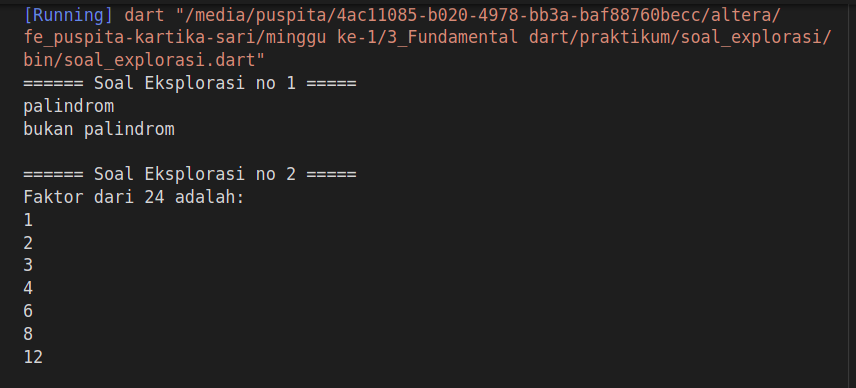 [Running] dart "/media/puspita/4ac11085-b020-4978-bb3a-baf88760becc/altera/
fe_puspita-kartika-sari/minggu ke-1/3_Fundamental dart/praktikum/soal_explorasi/
bin/soal_explorasi.dart"
====== Soal Eksplorasi no 1 =====
palindrom
bukan palindrom
====== Soal Eksplorasi no 2 =====
Faktor dari 24 adalah:
1
2
3
4
6
8
12